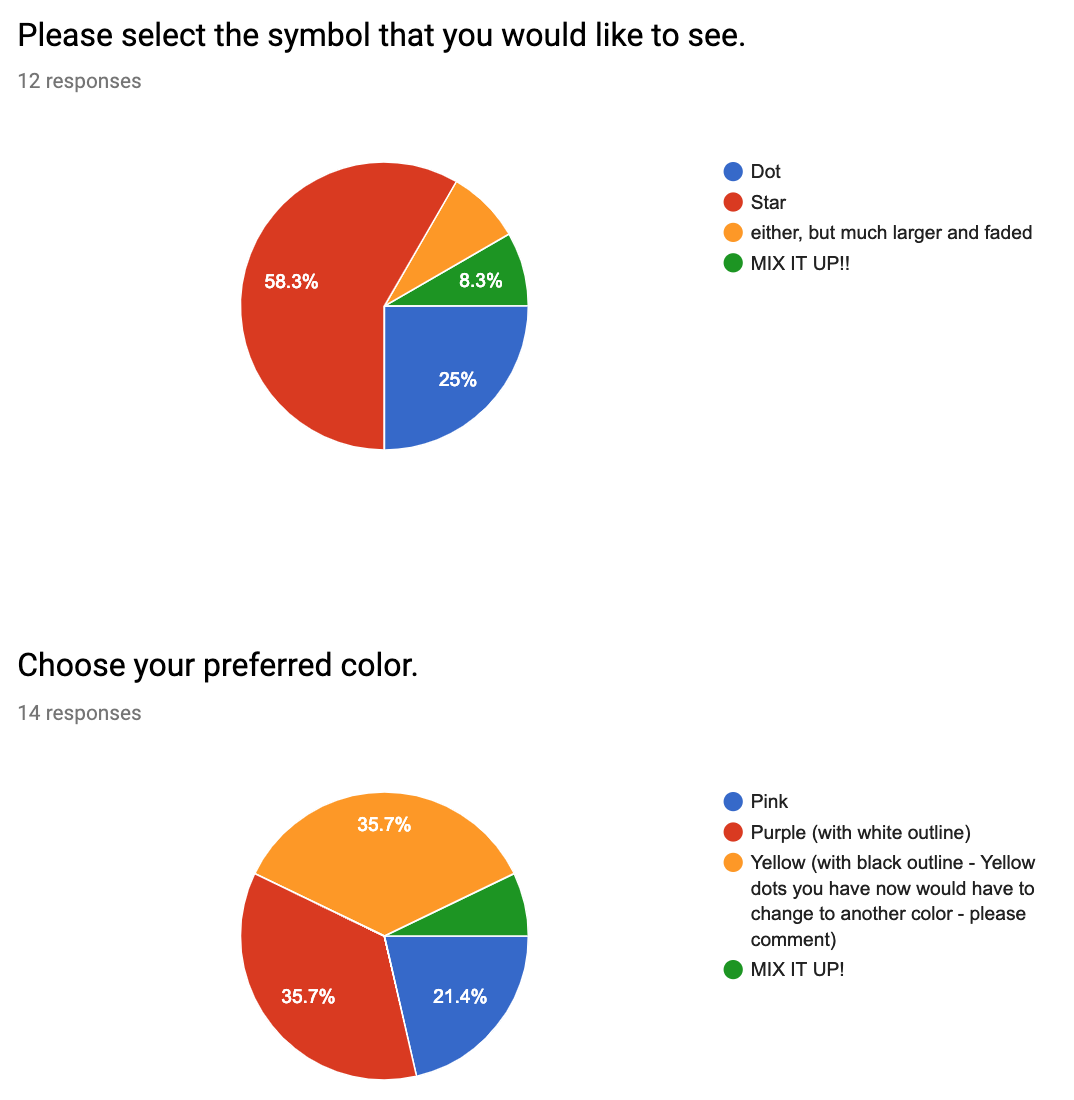 Please select the symbol that you would like to see.
12 responses
Dot
Star
either, but much larger and faded
MIX IT UP!!
58.3%
8.3%
25%
Choose your preferred color.
14 responses
Pink
Purple (with white outline)
Yellow (with black outline - Yellow
dots you have now would have to
change to another color - please
comment)
MIX IT UP!
35.7%
35.7%
21.4%